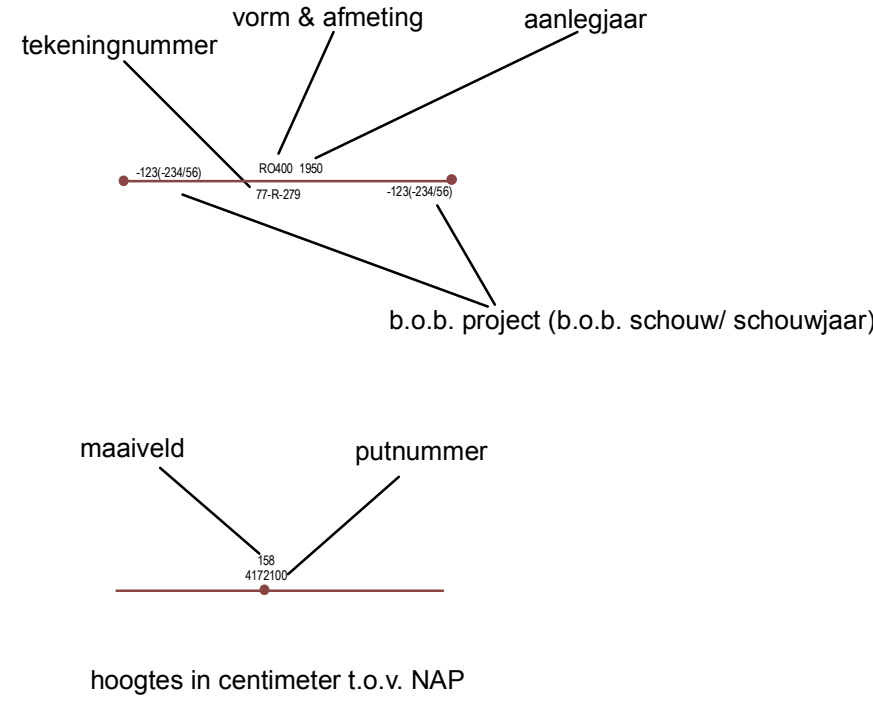 vorm & afmeting
aanlegjaar
tekeningnummer
-123(-234/56)
RO400 1950
77-R-279
-123(-234/56)
b.o.b. project (b.o.b. schouw/ schouwjaar)
maaiveld
putnummer
158
4172100
hoogtes in centimeter t.o.v. NAP